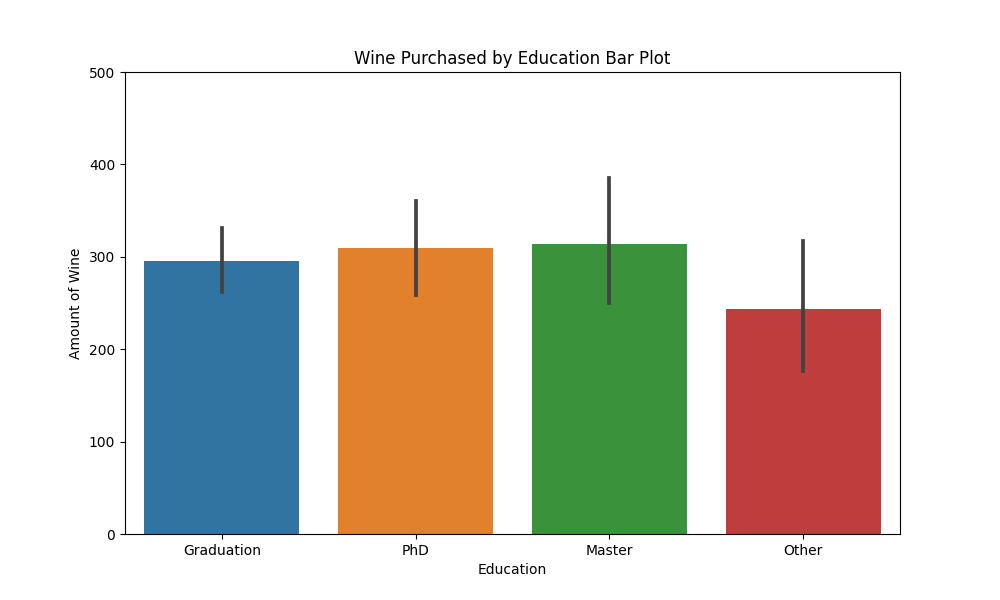 Wine Purchased by Education Bar Plot
500
400
300
200
100
0
Amount of Wine
Graduation PhD Master Other
Education